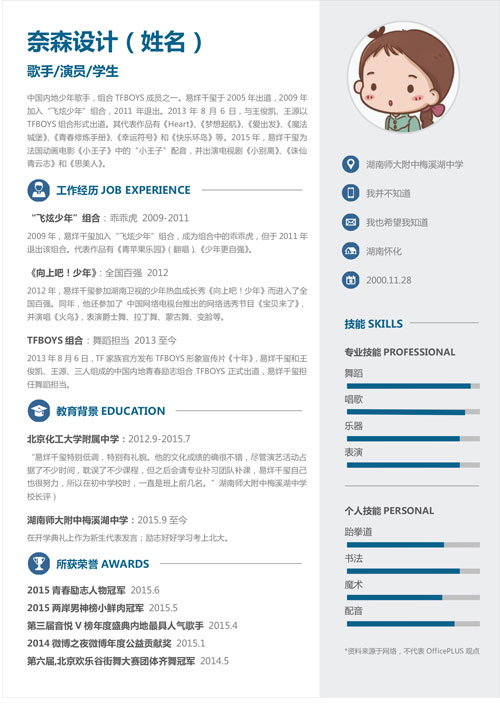 奈森设计（姓名）
歌手/演员/学生
中国内地少年歌手，组合 TFBOYS 成员之一。易烊千玺于 2005 年出道，2009 年
加入“飞炫少年”组合，2011 年退出。2013 年 8 月 6 日，与王俊凯、王源以
TFBOYS 组合形式出道。其代表作品有《Heart》、《梦想起航》、《爱出发》、《魔法
城堡》、《青春修炼手册》、《幸运符号》和《快乐环岛》等。2015 年，易烊千玺为
法国动画电影《小王子》中的“小王子”配音，并出演电视剧《小别离》、《诛仙
青云志》和《思美人》。
工作经历 JOB EXPERIENCE
“飞炫少年”组合：乖乖虎 2009-2011
2009 年，易烊千玺加入“飞炫少年”组合，成为组合中的乖乖虎，但于 2011 年
退出该组合。代表作有《青苹果乐园》（翻唱）、《少年更自强》。
《向上吧！少年》：全国百强 2012
2012 年，易烊千玺参加湖南卫视的少年热血成长秀《向上吧！少年》而进入了全
国百强。同年，他还参加了 中国网络电视台推出的网络选秀节目《宝贝来了》，
并演唱《火鸟》，表演爵士舞、拉丁舞、蒙古舞、变脸等。
TFBOYS 组合：舞蹈担当 2013 至今
2013 年 8 月 6 日，TF 家族官方发布 TFBOYS 形象宣传片《十年》，易烊千玺和王
俊凯、王源、三人组成的中国内地青春励志组合 TFBOYS 正式出道，易烊千玺担
任舞蹈担当。
教育背景 EDUCATION
北京化工大学附属中学：2012.9-2015.7
“易烊千玺特别低调，特别有礼貌。他的文化成绩的确很不错，尽管演艺活动占
据了不少时间，耽误了不少课程，但之后会请专业补习团队补课，易烊千玺自己
也很努力，所以在初中学校时，一直是班上前几名。”湖南师大附中梅溪湖中学
校长评）
湖南师大附中梅溪湖中学：2015.9 至今
在开学典礼上作为新生代表发言；励志好好学习考上北大。
所获荣誉 AWARDS
2015 青春励志人物冠军 2015.6
2015 两岸男神榜小鲜肉冠军 2015.5
第三届音悦 V 榜年度盛典内地最具人气歌手 2015.4
2014 微博之夜微博年度公益贡献奖 2015.1
第六届,北京欢乐谷街舞大赛团体齐舞冠军 2014.5
湖南师大附中梅溪湖中学
我并不知道
我也希望我知道
湖南怀化
2000.11.28
技能 SKILLS
专业技能 PROFESSIONAL
舞蹈
唱歌
乐器
表演
个人技能 PERSONAL
跆拳道
书法
魔术
配音
*资料来源于网络，不代表 OfficePLUS 观点